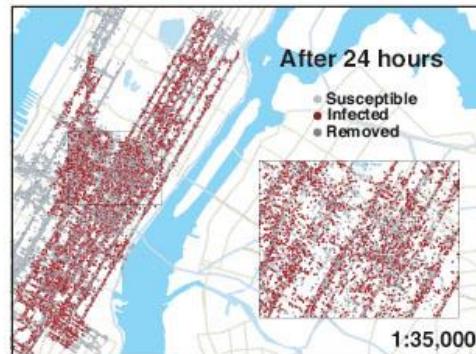 After 24 hours
Susceptible
Infected
Removed
1:35,000